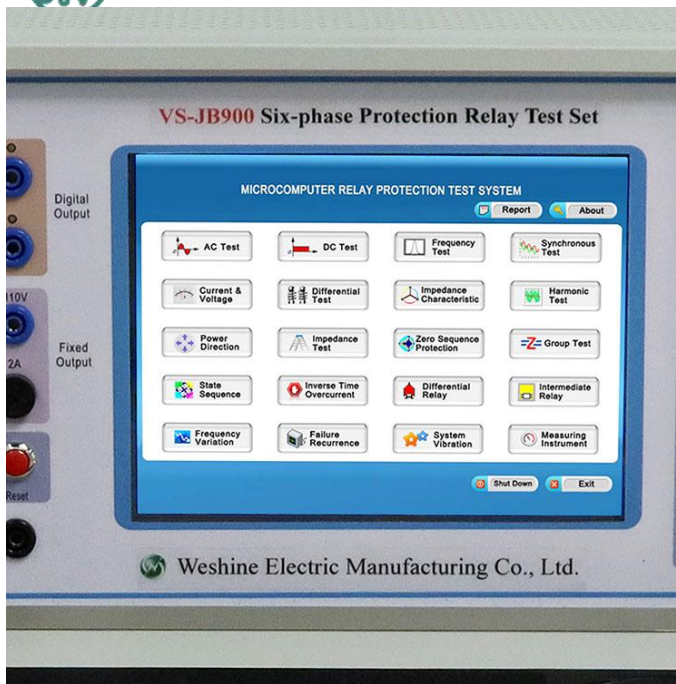 VS-JB900 Six-phase Protection Relay Test Set
Digital
Output
110V
Fixed
Output
2A
Reset
MICROCOMPUTER RELAY PROTECTION TEST SYSTEM
Report
About
AC Test
DC Test
Frequency
Test
Synchronous
Test
Current &
Voltage
Differential
Test
Impedance
Characteristic
Harmonic
Test
Power
Direction
Impedance
Test
Zero Sequence
Protection
=Z= Group Test
State
Sequence
Inverse Time
Overcurrent
Differential
Relay
Intermediate
Relay
Frequency
Variation
Failure
Recurrence
System
Vibration
Measuring
Instrument
Shut Down
Exit
Weshine Electric Manufacturing Co., Ltd.